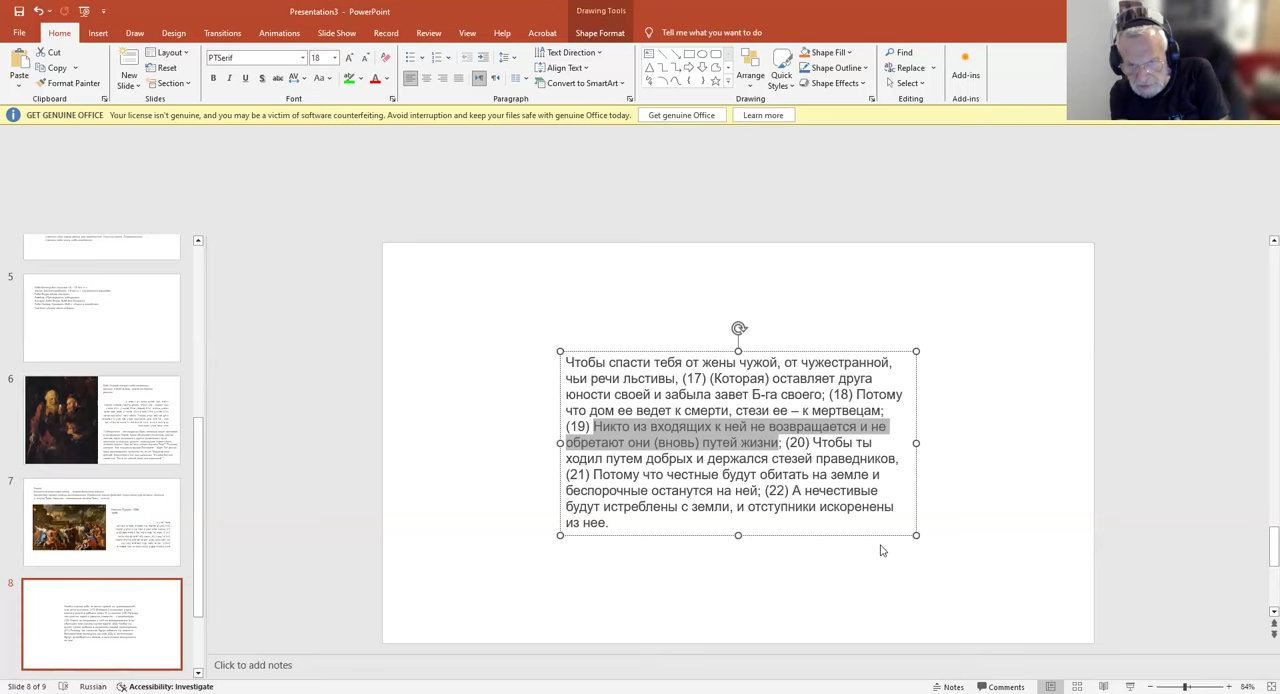 Presentation3 - PowerPoint
Drawing Tools
File Home Insert Draw Design Transitions Animations Slide Show Record Review View Help Acrobat Shape Format Tell me what you want to do
Paste
Cut
Copy
Format Painter
Clipboard
New Slide
Layout
Reset
Section
Slides
PTSerif 18
Font
Text Direction
Align Text
Convert to SmartArt
Paragraph
Arrange
Quick Styles
Shape Fill
Shape Outline
Shape Effects
Drawing
Find
Replace
Select
Editing
Add-ins
Add-ins
GET GENUINE OFFICE Your license isn't genuine, and you may be a victim of software counterfeiting. Avoid interruption and keep your files safe with genuine Office today. Get genuine Office Learn more
5
6
7
8
Чтобы спасти тебя от жены чужой, от чужестранной,
чьи речи льстивы, (17) (Которая) оставляет друга
юности своей и забыла завет Б-га своего; (18) Потому
что дом ее ведет к смерти, стези ее – к мертвецам;
(19) Никто из входящих к ней не возвращается и не
обретают они (вновь) путей жизни; (20) Чтобы ты
ходил путем добрых и держался стезей праведников,
(21) Потому что честные будут обитать на земле и
беспорочные останутся на ней; (22) А нечестивые
будут истреблены с земли, и отступники искоренены
из нее.
Click to add notes
Slide 8 of 9 Russian Accessibility: Investigate Notes Comments 84%